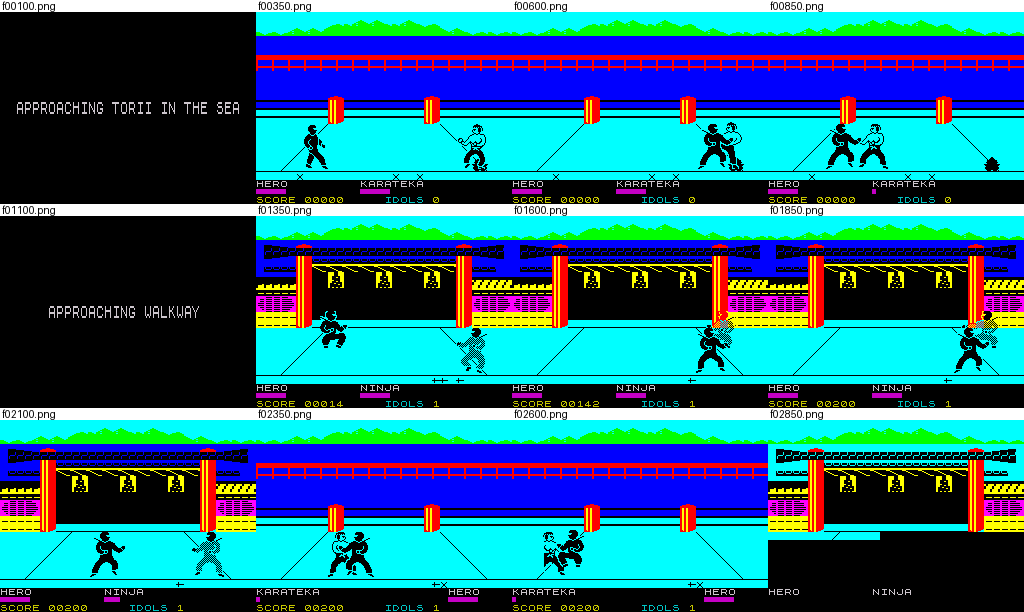 f00100.png f00350.png f00600.png f00850.png
APPROACHING TORII IN THE SEA
HERO KARATEKA HERO KARATEKA HERO KARATEKA
SCORE 00000 IDOLS 0 SCORE 00000 IDOLS 0 SCORE 00000 IDOLS 0
f01100.png f01350.png f01600.png f01850.png
APPROACHING WALKWAY
HERO NINJA HERO NINJA HERO NINJA
SCORE 00014 IDOLS 1 SCORE 00142 IDOLS 1 SCORE 00200 IDOLS 1
f02100.png f02350.png f02600.png f02850.png
HERO NINJA KARATEKA HERO KARATEKA HERO HERO NINJA
SCORE 00200 IDOLS 1 SCORE 00200 IDOLS 1 SCORE 00200 IDOLS 1